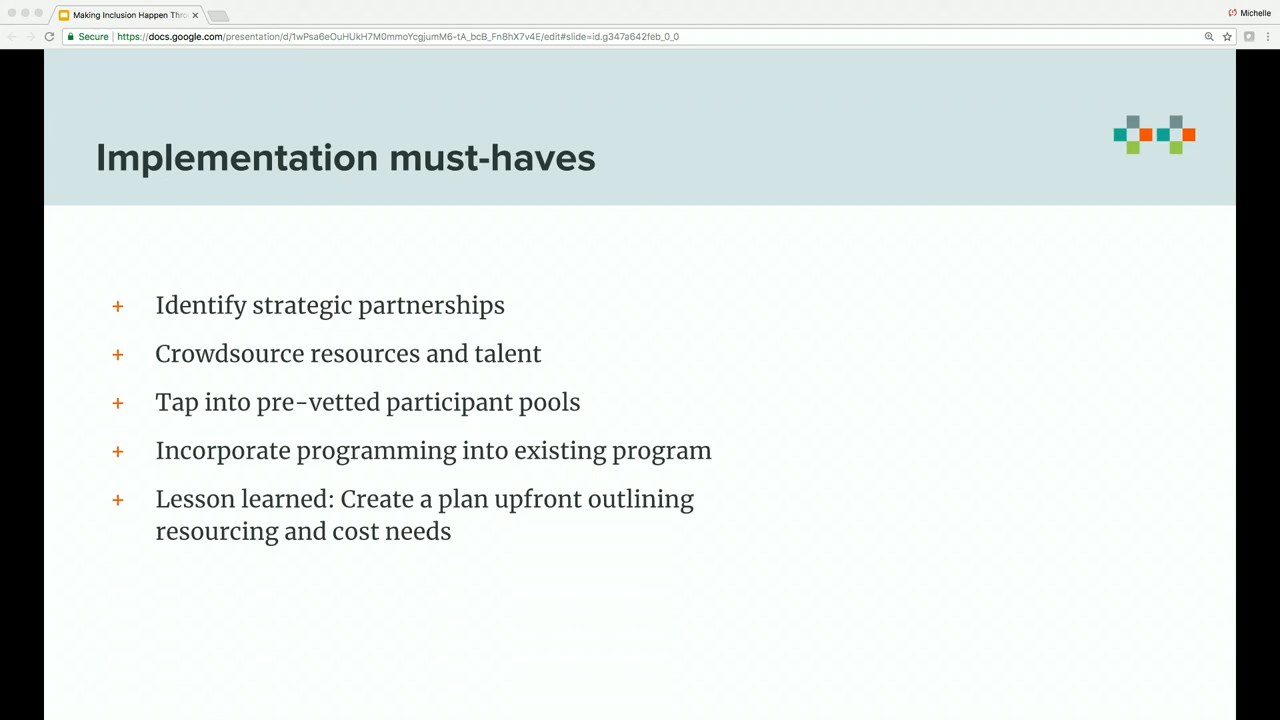 Making Inclusion Happen Thro
Michelle
Secure
https://docs.google.com/presentation/d/1wPsa6eOuHUkH7M0mmoYcgjumM6-tA_bcB_Fn8hX7v4E/edit#slide=id.g347a642feb_0_0
Implementation must-haves
+ Identify strategic partnerships
+ Crowdsource resources and talent
+ Tap into pre-vetted participant pools
+ Incorporate programming into existing program
+ Lesson learned: Create a plan upfront outlining
resourcing and cost needs